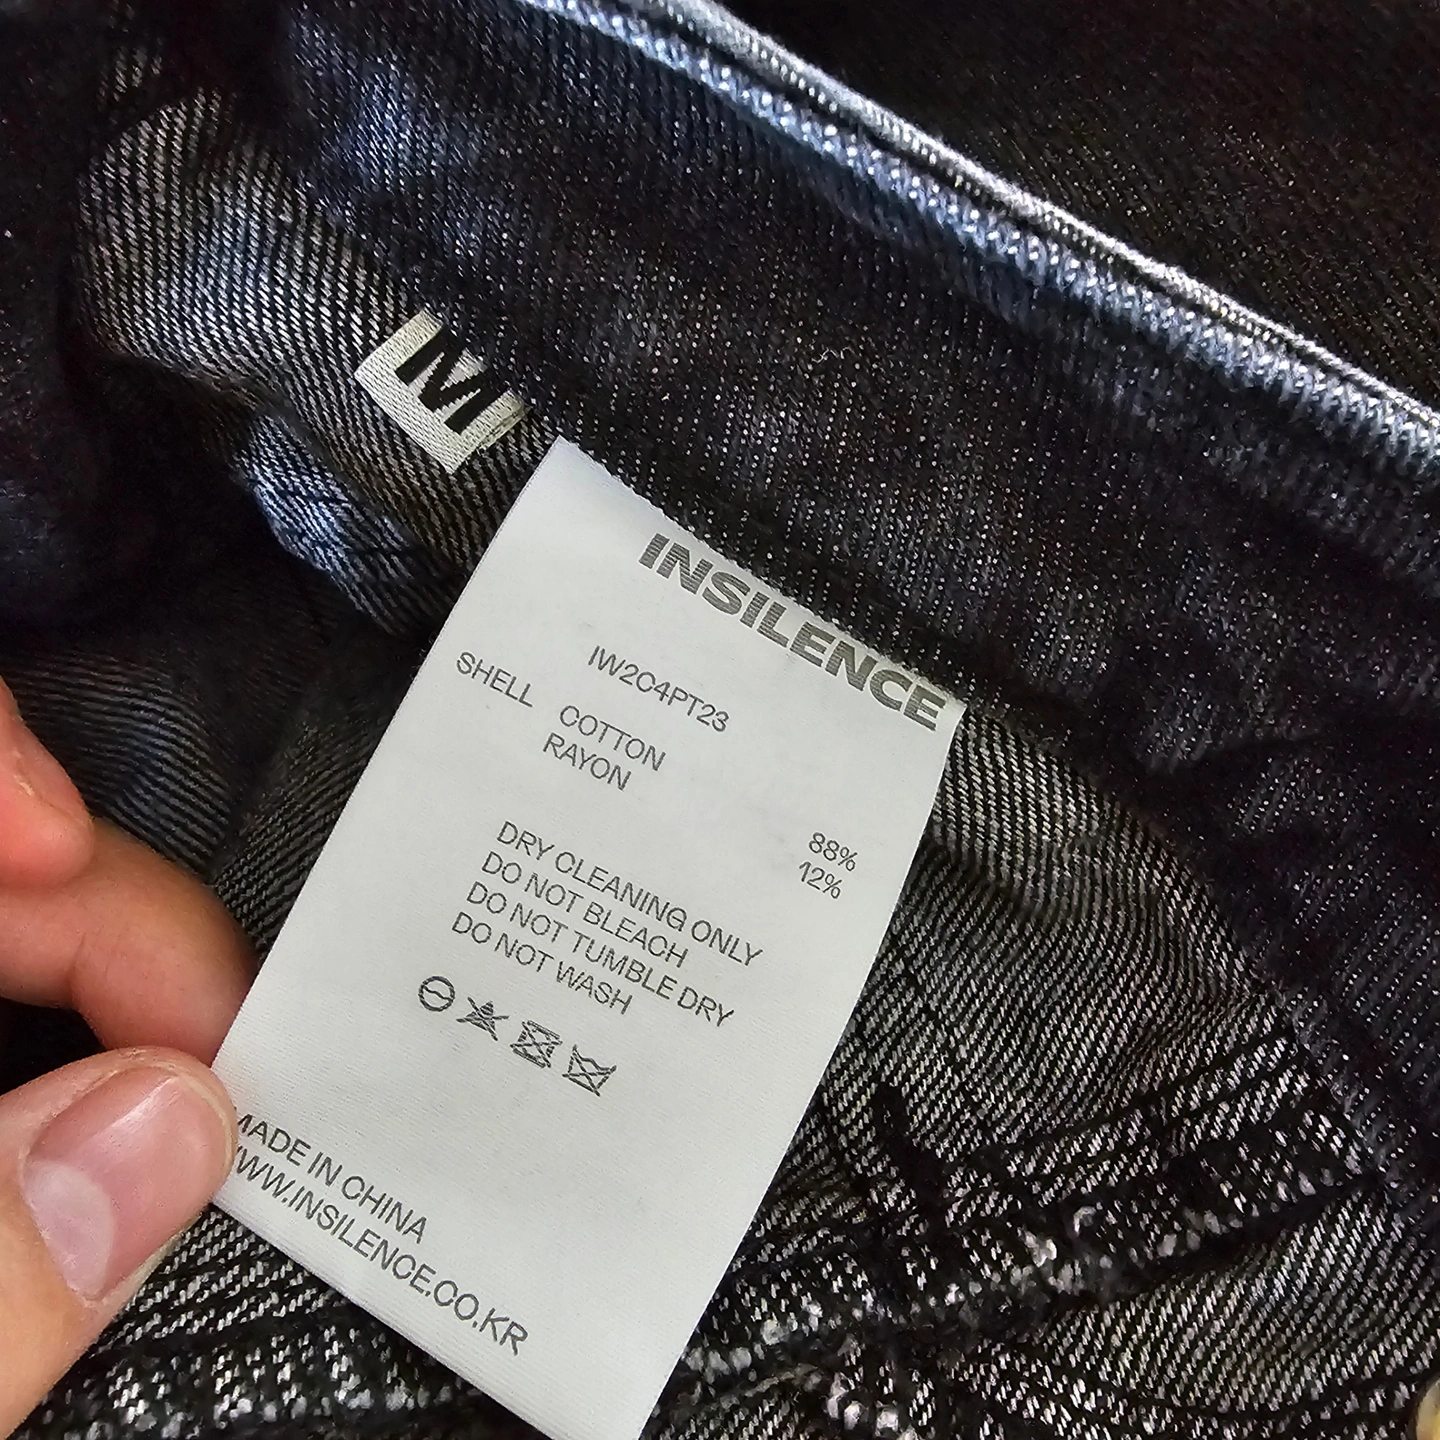 M
INSILENCE
IW2C4PT23
SHELL COTTON 88%
RAYON 12%
DRY CLEANING ONLY
DO NOT BLEACH
DO NOT TUMBLE DRY
DO NOT WASH
MADE IN CHINA
WWW.INSILENCE.CO.KR